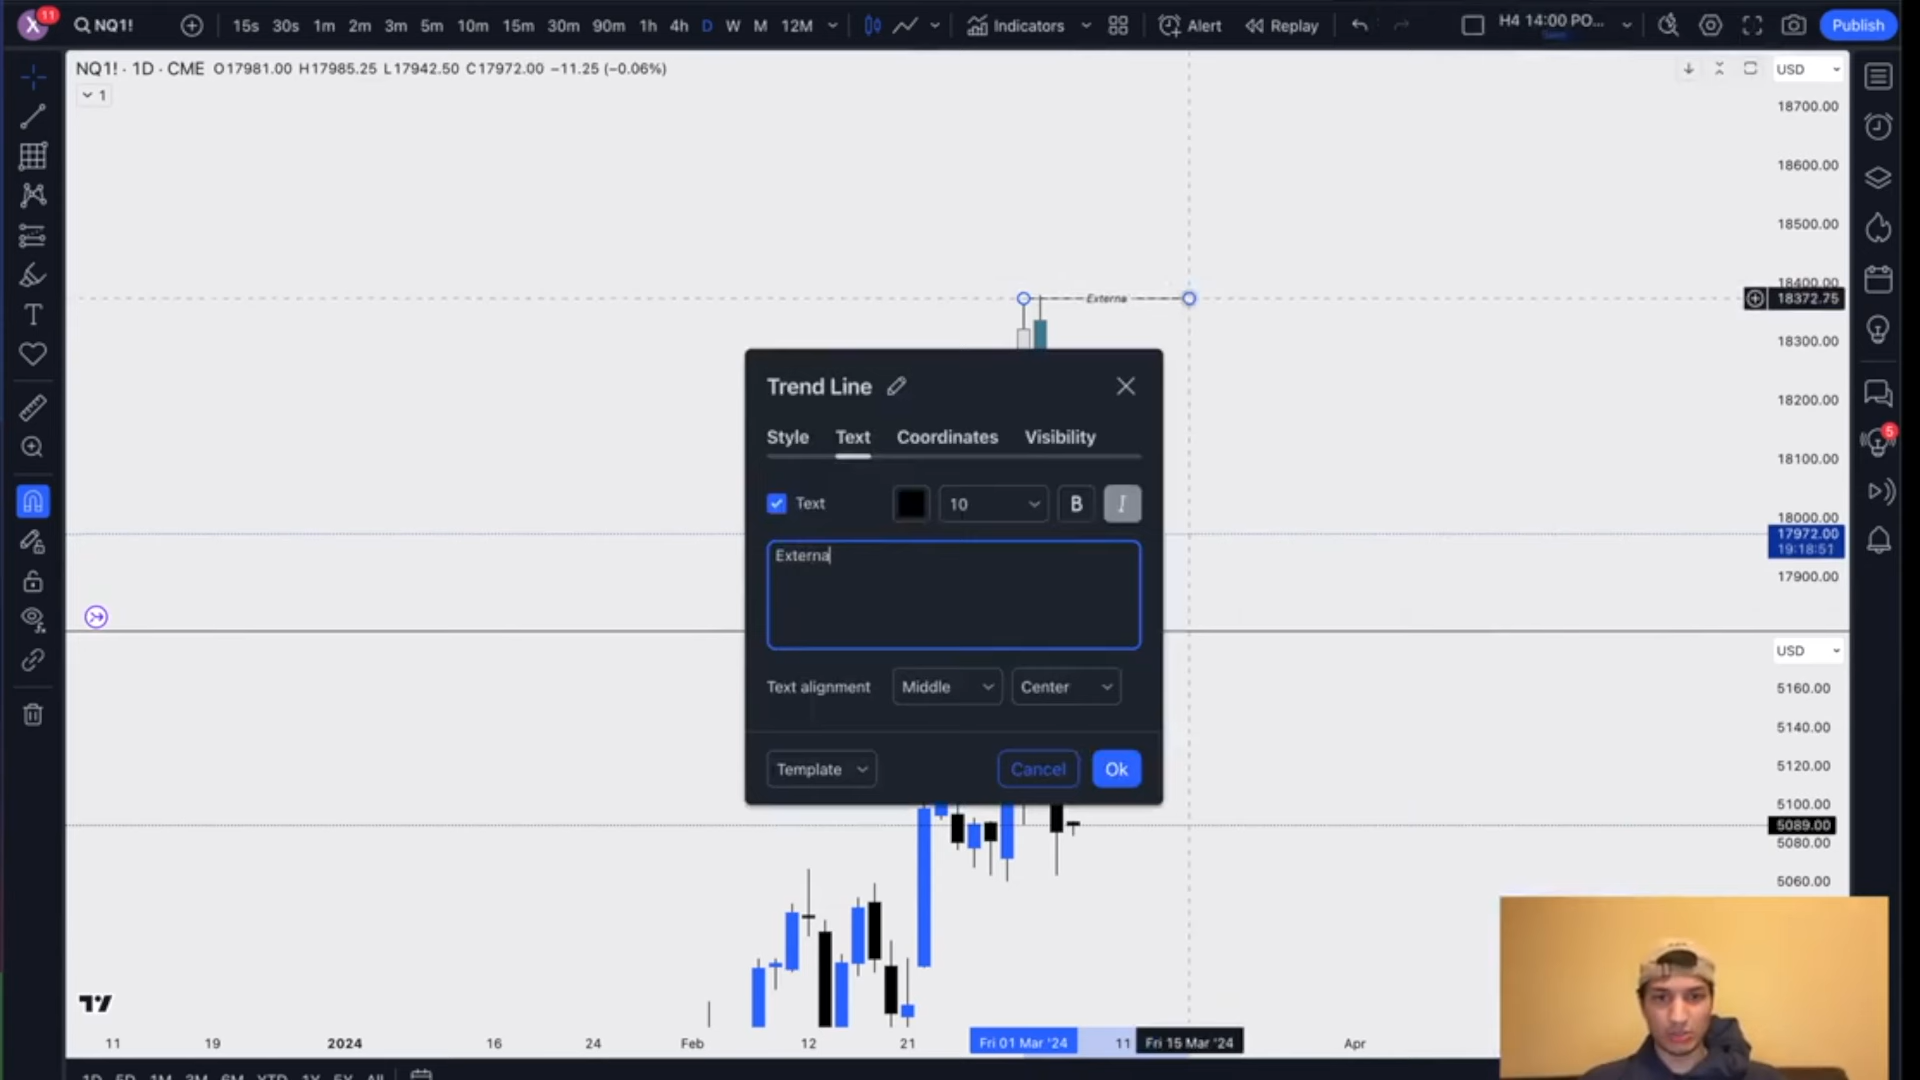 X 11 NQ1! 15s 30s 1m 2m 3m 5m 10m 15m 30m 90m 1h 4h D W M 12M Indicators Alert Replay H4 14:00 PO... Publish
NQ1! · 1D · CME O17981.00 H17985.25 L17942.50 C17972.00 −11.25 (−0.06%)
USD
1
18700.00
18600.00
18500.00
18400.00
Externa
18372.75
18300.00
18200.00
18100.00
18000.00
17972.00
19:18:51
17900.00
5
Trend Line
Style Text Coordinates Visibility
Text 10 B I
Externa
Text alignment Middle Center
Template Cancel Ok
USD
5160.00
5140.00
5120.00
5100.00
5089.00
5080.00
5060.00
11 19 2024 16 24 Feb 12 21 Fri 01 Mar '24 11 Fri 15 Mar '24 Apr
1D 5D 1M 3M 6M YTD 1Y 5Y All